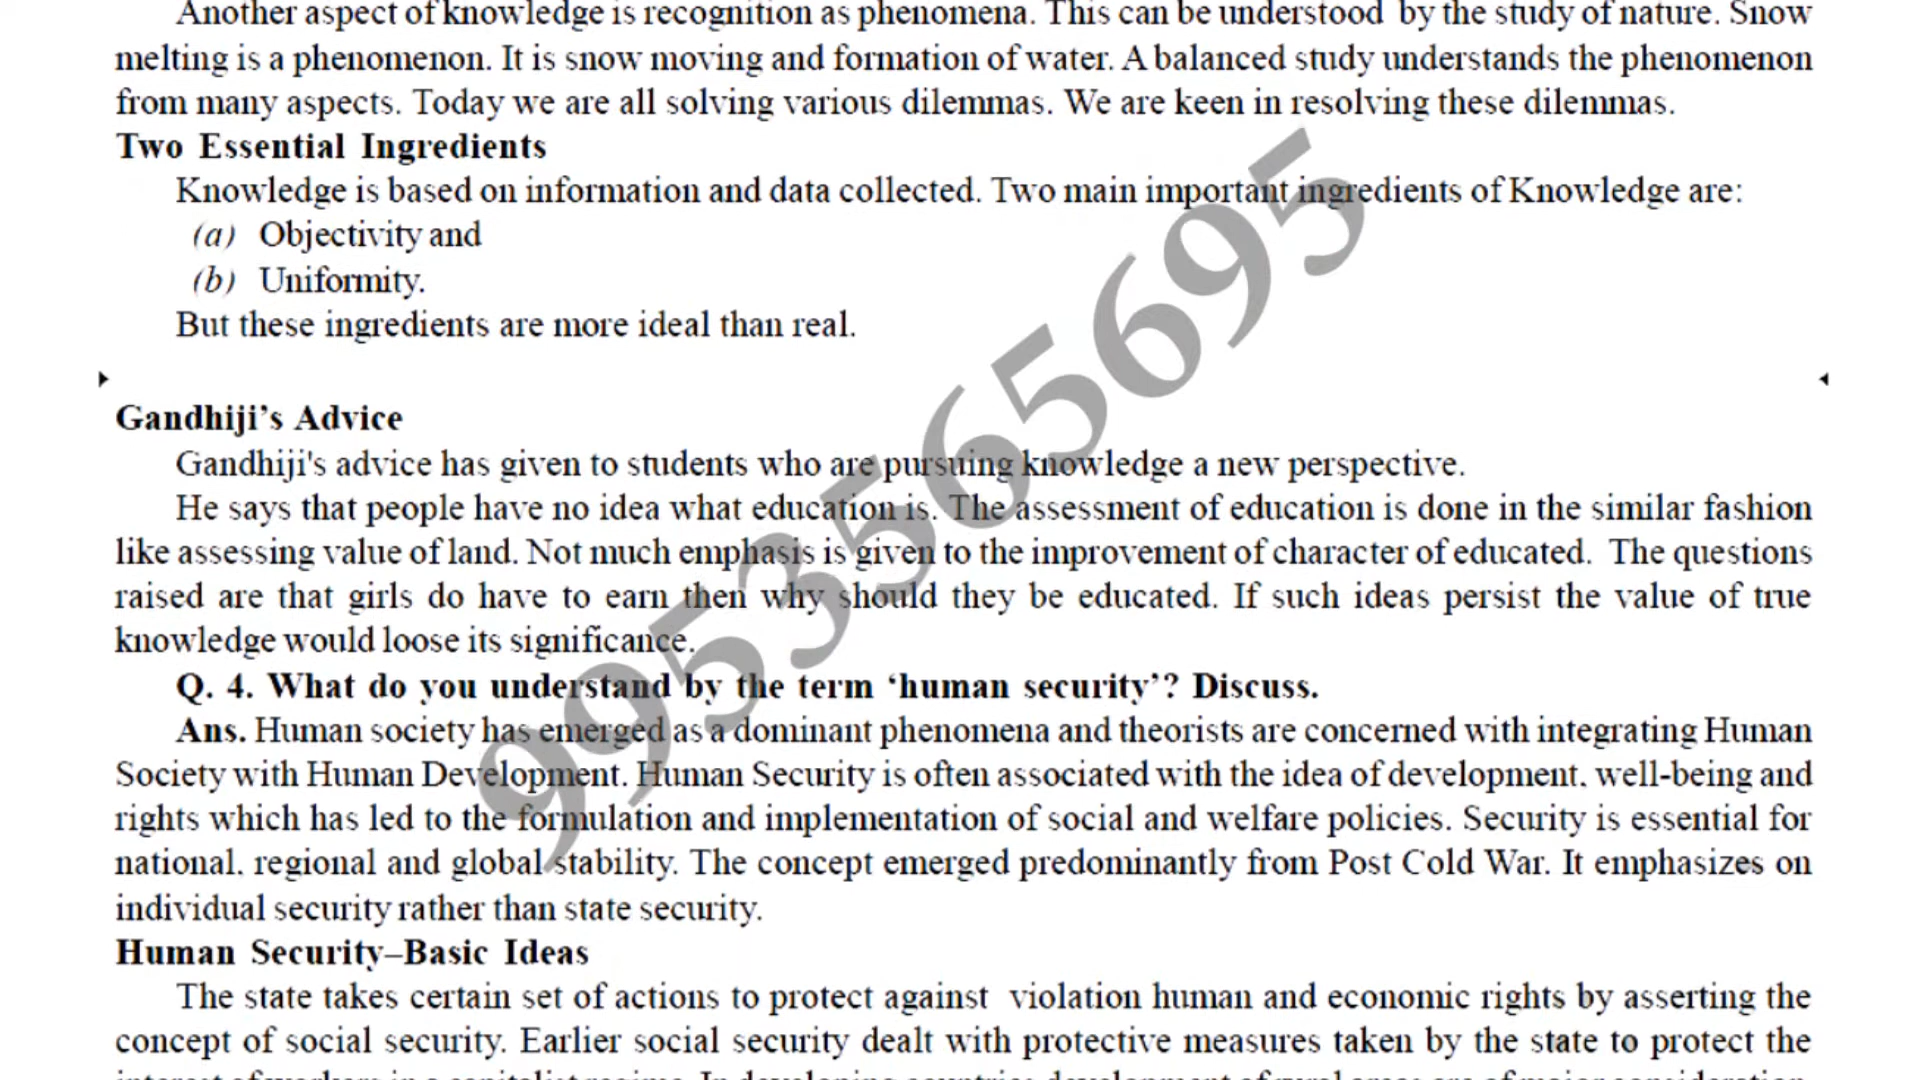 Another aspect of knowledge is recognition as phenomena. This can be understood by the study of nature. Snow
melting is a phenomenon. It is snow moving and formation of water. A balanced study understands the phenomenon
from many aspects. Today we are all solving various dilemmas. We are keen in resolving these dilemmas.
Two Essential Ingredients
Knowledge is based on information and data collected. Two main important ingredients of Knowledge are:
(a) Objectivity and
(b) Uniformity.
But these ingredients are more ideal than real.
Gandhiji’s Advice
Gandhiji's advice has given to students who are pursuing knowledge a new perspective.
He says that people have no idea what education is. The assessment of education is done in the similar fashion
like assessing value of land. Not much emphasis is given to the improvement of character of educated. The questions
raised are that girls do have to earn then why should they be educated. If such ideas persist the value of true
knowledge would loose its significance.
Q. 4. What do you understand by the term ‘human security’? Discuss.
Ans. Human society has emerged as a dominant phenomena and theorists are concerned with integrating Human
Society with Human Development. Human Security is often associated with the idea of development, well-being and
rights which has led to the formulation and implementation of social and welfare policies. Security is essential for
national, regional and global stability. The concept emerged predominantly from Post Cold War. It emphasizes on
individual security rather than state security.
Human Security–Basic Ideas
The state takes certain set of actions to protect against violation human and economic rights by asserting the
concept of social security. Earlier social security dealt with protective measures taken by the state to protect the
9953565695